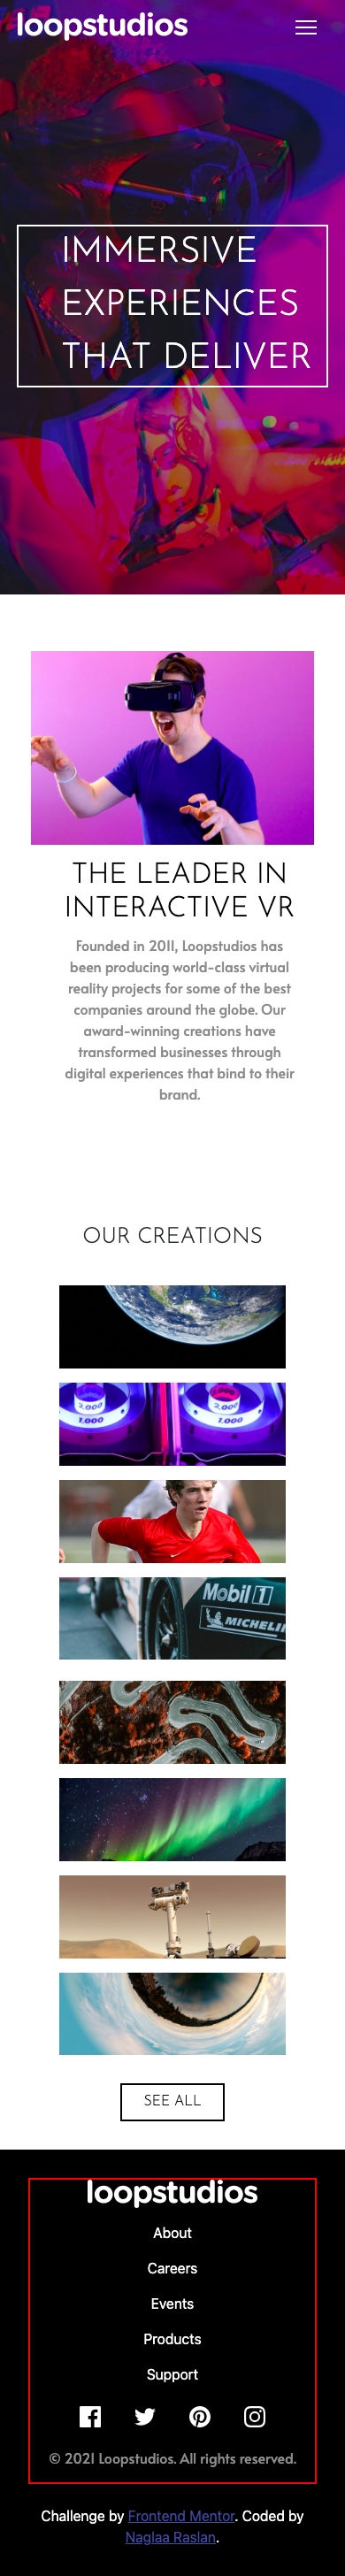 loopstudios
IMMERSIVE
EXPERIENCES
THAT DELIVER
THE LEADER IN
INTERACTIVE VR
Founded in 2011, Loopstudios has
been producing world-class virtual
reality projects for some of the best
companies around the globe. Our
award-winning creations have
transformed businesses through
digital experiences that bind to their
brand.
OUR CREATIONS
2,000 2,000
1,000 1,000
Mobil 1
MICHELIN
SEE ALL
loopstudios
About
Careers
Events
Products
Support
© 2021 Loopstudios. All rights reserved.
Challenge by Frontend Mentor. Coded by
Naglaa Raslan.